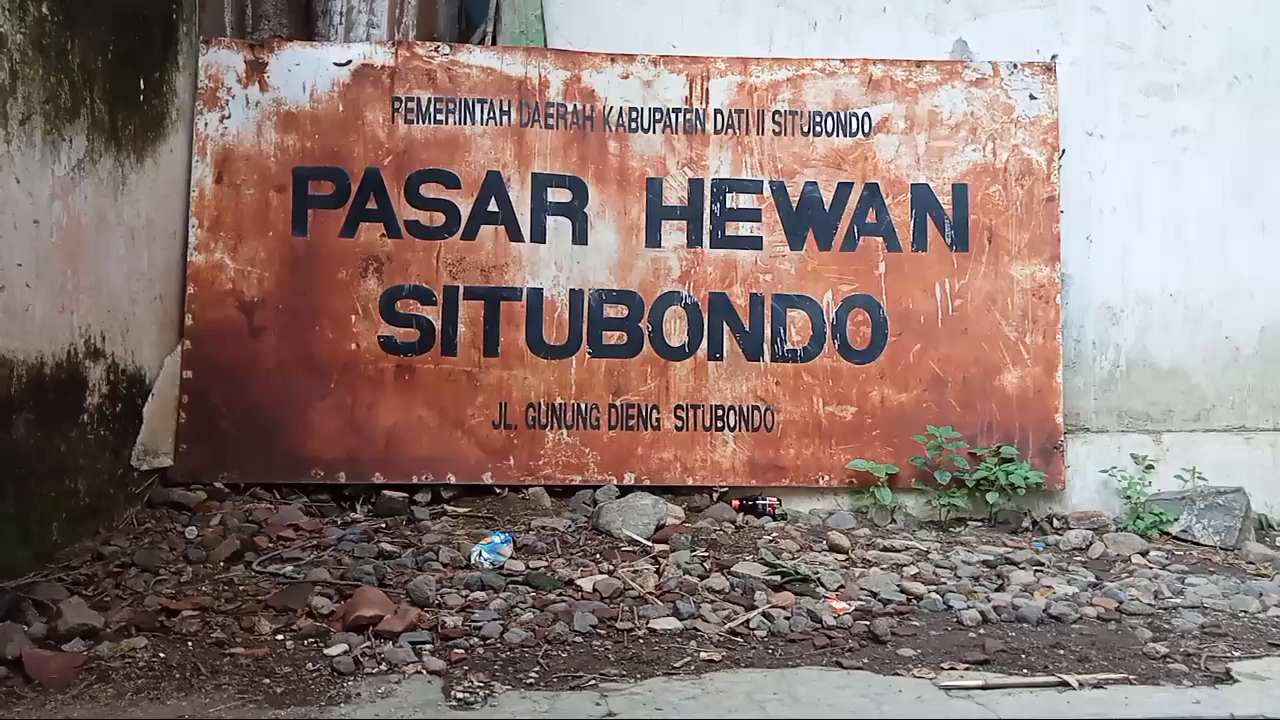 PEMERINTAH DAERAH KABUPATEN DATI II SITUBONDO
PASAR HEWAN
SITUBONDO
JL. GUNUNG DIENG SITUBONDO